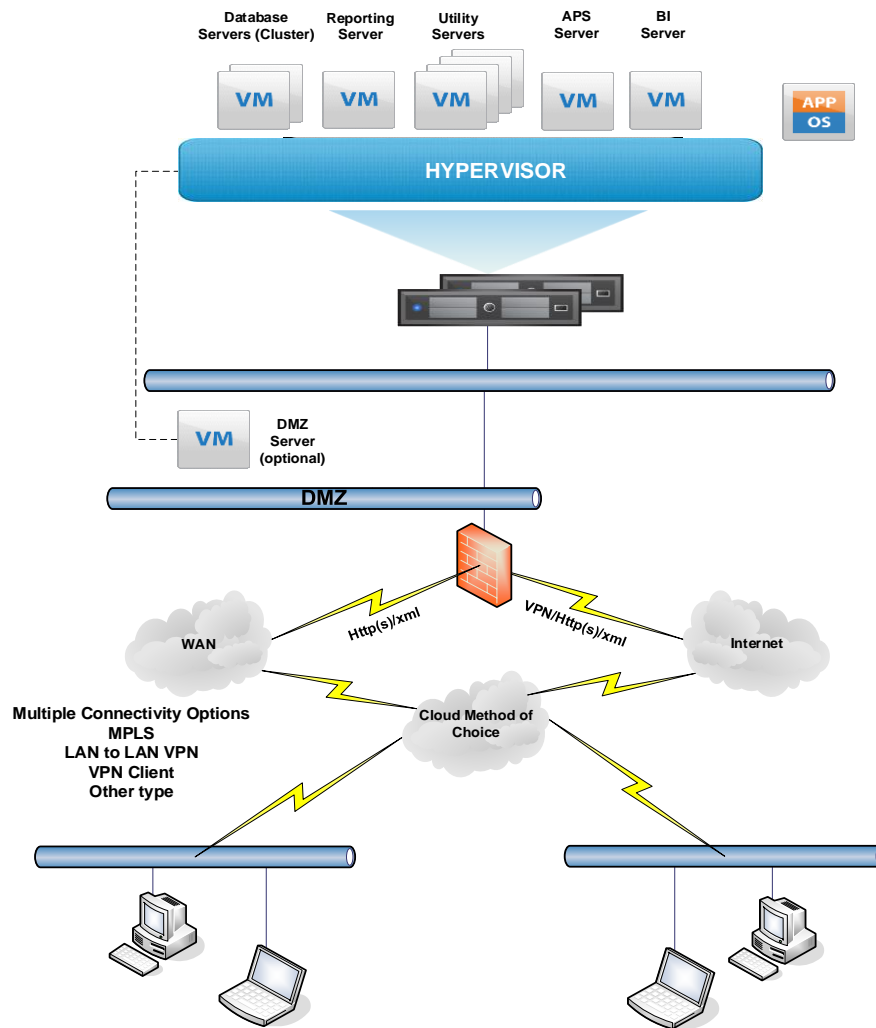 Database
Servers (Cluster)
Reporting
Server
Utility
Servers
APS
Server
BI
Server
VM
VM
VM
VM
VM
APP
OS
HYPERVISOR
VM
DMZ
Server
(optional)
DMZ
Http(s)/xml
VPN/Http(s)/xml
WAN
Internet
Cloud Method of
Choice
Multiple Connectivity Options
MPLS
LAN to LAN VPN
VPN Client
Other type